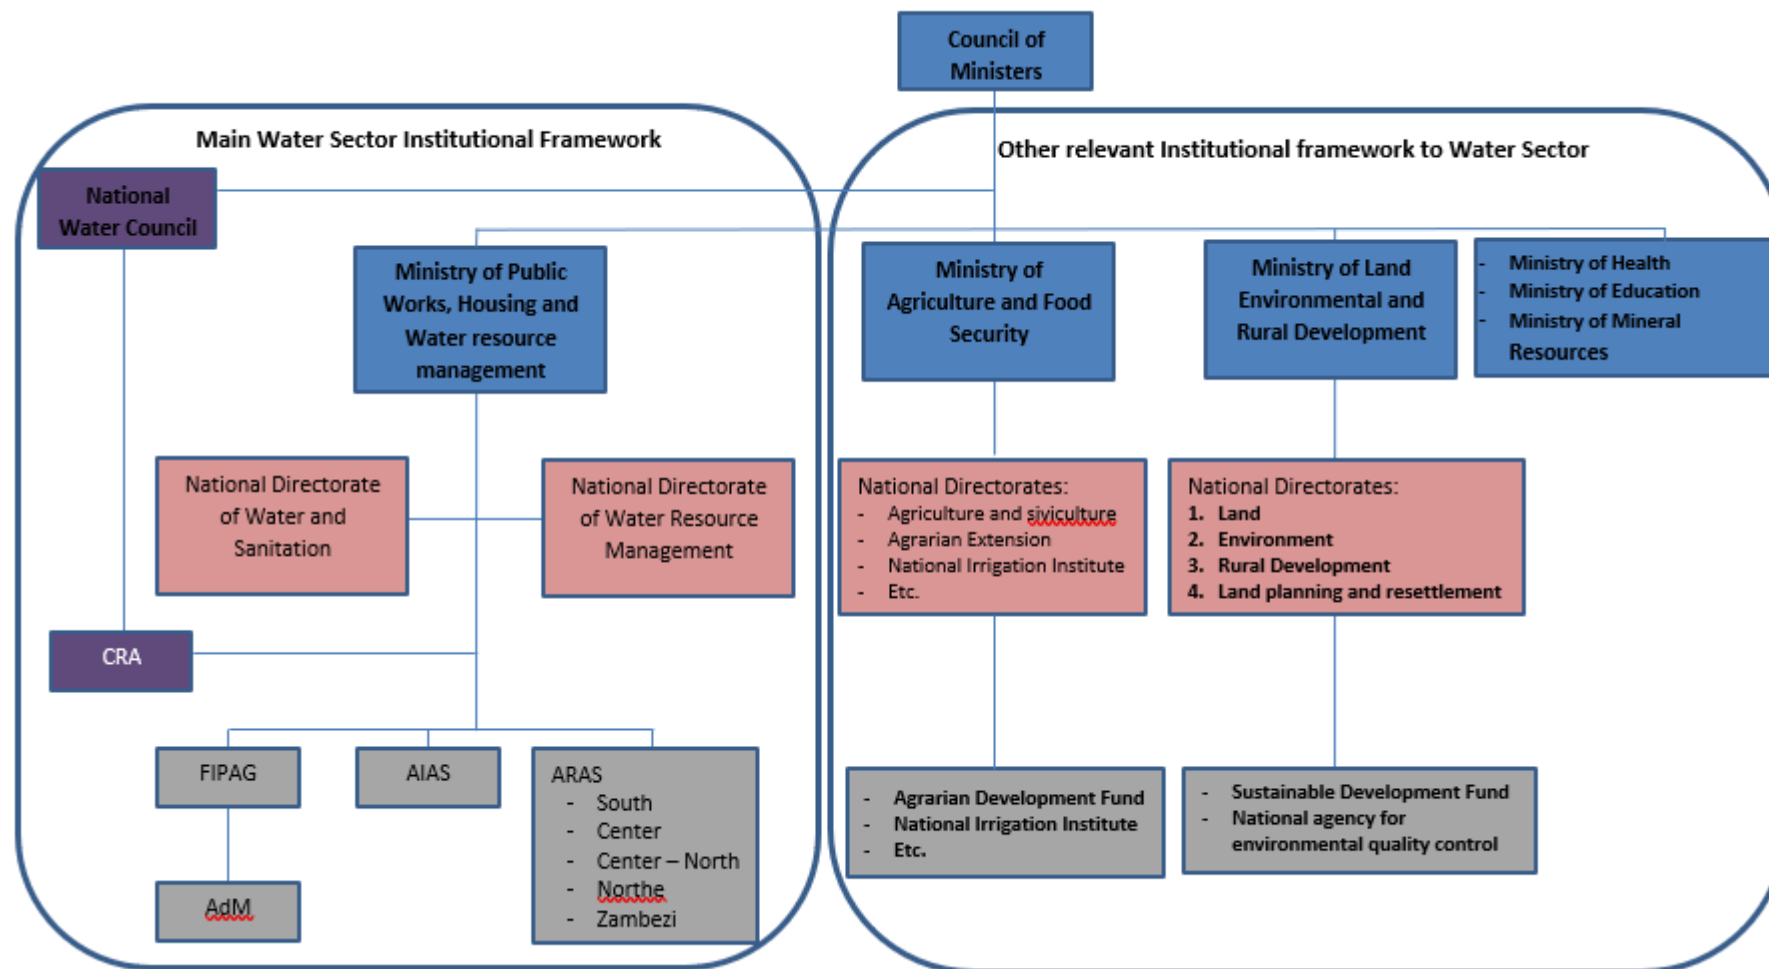 Council of
Ministers
Main Water Sector Institutional Framework
Other relevant Institutional framework to Water Sector
National
Water Council
Ministry of Public
Works, Housing and
Water resource
management
Ministry of
Agriculture and Food
Security
Ministry of Land
Environmental and
Rural Development
- Ministry of Health
- Ministry of Education
- Ministry of Mineral
Resources
National Directorate
of Water and
Sanitation
National Directorate
of Water Resource
Management
National Directorates:
- Agriculture and siviculture
- Agrarian Extension
- National Irrigation Institute
- Etc.
National Directorates:
1. Land
2. Environment
3. Rural Development
4. Land planning and resettlement
CRA
FIPAG
AIAS
ARAS
- South
- Center
- Center – North
- Northe
- Zambezi
AdM
- Agrarian Development Fund
- National Irrigation Institute
- Etc.
- Sustainable Development Fund
- National agency for
environmental quality control